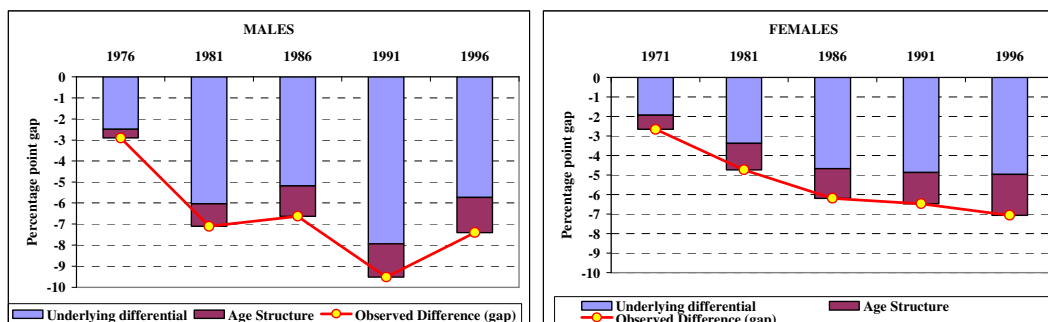 MALES
1976 1981 1986 1991 1996
0
-1
-2
-3
-4
-5
-6
-7
-8
-9
-10
Percentage point gap
Underlying differential Age Structure Observed Difference (gap)
FEMALES
1971 1981 1986 1991 1996
0
-1
-2
-3
-4
-5
-6
-7
-8
-9
-10
Percentage point gap
Underlying differential Age Structure
Observed Difference (gap)